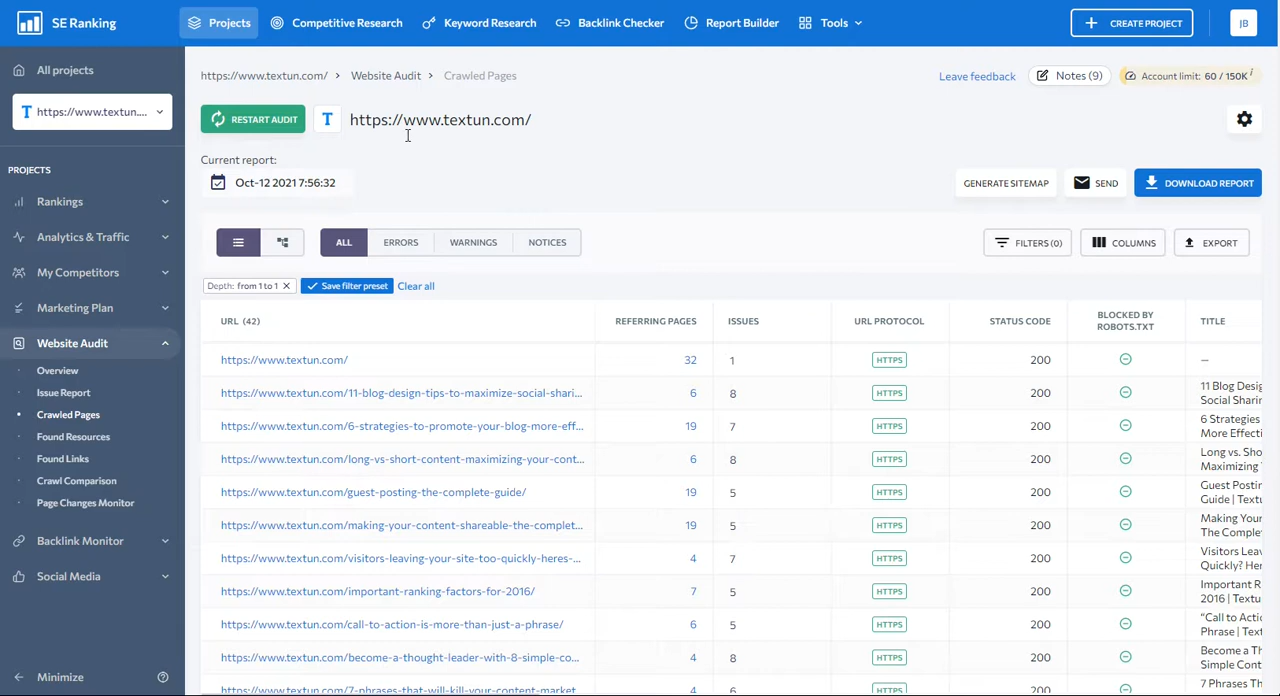 SE Ranking
Projects
Competitive Research
Keyword Research
Backlink Checker
Report Builder
Tools
CREATE PROJECT
JB
All projects
T https://www.textun....
PROJECTS
Rankings
Analytics & Traffic
My Competitors
Marketing Plan
Website Audit
Overview
Issue Report
Crawled Pages
Found Resources
Found Links
Crawl Comparison
Page Changes Monitor
Backlink Monitor
Social Media
Minimize
https://www.textun.com/ > Website Audit > Crawled Pages
Leave feedback
Notes (9)
Account limit: 60 / 150K i
RESTART AUDIT
T https://www.textun.com/
Current report:
Oct-12 2021 7:56:32
GENERATE SITEMAP
SEND
DOWNLOAD REPORT
ALL ERRORS WARNINGS NOTICES
FILTERS (0)
COLUMNS
EXPORT
Depth: from 1 to 1
Save filter preset
Clear all
URL (42) REFERRING PAGES ISSUES URL PROTOCOL STATUS CODE BLOCKED BY ROBOTS.TXT TITLE
https://www.textun.com/ 32 1 HTTPS 200 —
https://www.textun.com/11-blog-design-tips-to-maximize-social-shari... 6 8 HTTPS 200 11 Blog Desig
Social Sharin
https://www.textun.com/6-strategies-to-promote-your-blog-more-eff... 19 7 HTTPS 200 6 Strategies
More Effecti
https://www.textun.com/long-vs-short-content-maximizing-your-cont... 6 8 HTTPS 200 Long vs. Sho
Maximizing
https://www.textun.com/guest-posting-the-complete-guide/ 19 5 HTTPS 200 Guest Postin
Guide | Textu
https://www.textun.com/making-your-content-shareable-the-complet... 19 5 HTTPS 200 Making Your
The Comple
https://www.textun.com/visitors-leaving-your-site-too-quickly-heres-... 4 7 HTTPS 200 Visitors Leav
Quickly? Her
https://www.textun.com/important-ranking-factors-for-2016/ 7 5 HTTPS 200 Important R
2016 | Textu
https://www.textun.com/call-to-action-is-more-than-just-a-phrase/ 6 5 HTTPS 200 “Call to Actio
Phrase | Text
https://www.textun.com/become-a-thought-leader-with-8-simple-co... 4 8 HTTPS 200 Become a Th
Simple Cont
https://www.textun.com/7-phrases-that-will-kill-your-content-market 4 6 HTTPS 200 7 Phrases Th